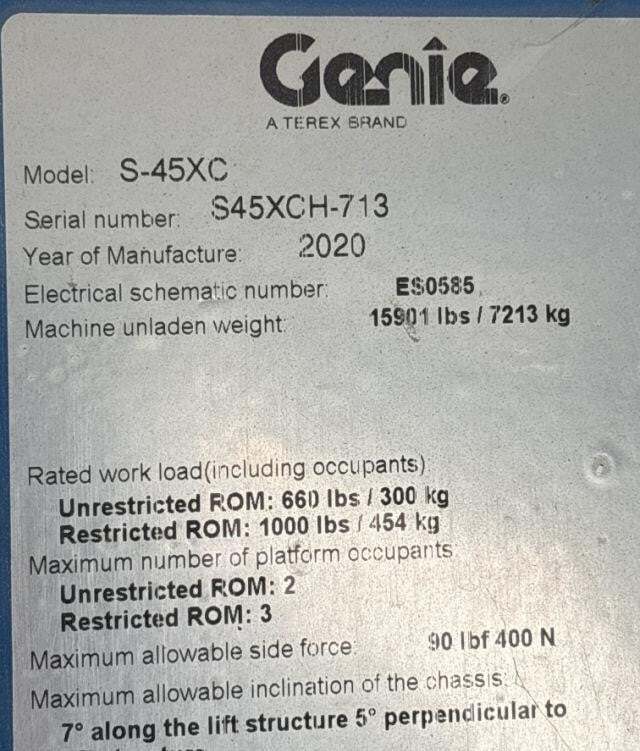 Genie®
A TEREX BRAND
Model: S-45XC
Serial number: S45XCH-713
Year of Manufacture: 2020
Electrical schematic number: ES0585
Machine unladen weight: 15901 lbs / 7213 kg
Rated work load(including occupants)
Unrestricted ROM: 660 lbs / 300 kg
Restricted ROM: 1000 lbs / 454 kg
Maximum number of platform occupants
Unrestricted ROM: 2
Restricted ROM: 3
Maximum allowable side force: 90 lbf 400 N
Maximum allowable inclination of the chassis:
7° along the lift structure 5° perpendicular to